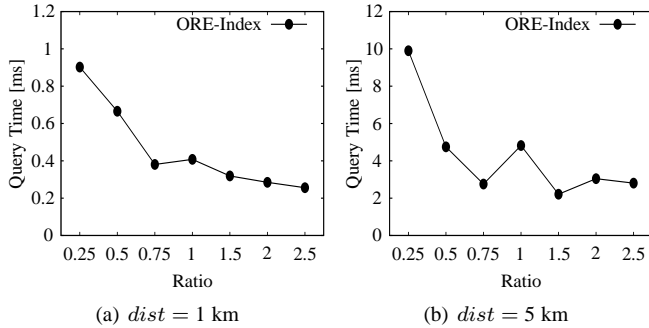 ORE-Index
Query Time [ms]
1.2
1
0.8
0.6
0.4
0.2
0
0.25 0.5 0.75 1 1.5 2 2.5
Ratio
(a) dist = 1 km
ORE-Index
Query Time [ms]
12
10
8
6
4
2
0
0.25 0.5 0.75 1 1.5 2 2.5
Ratio
(b) dist = 5 km